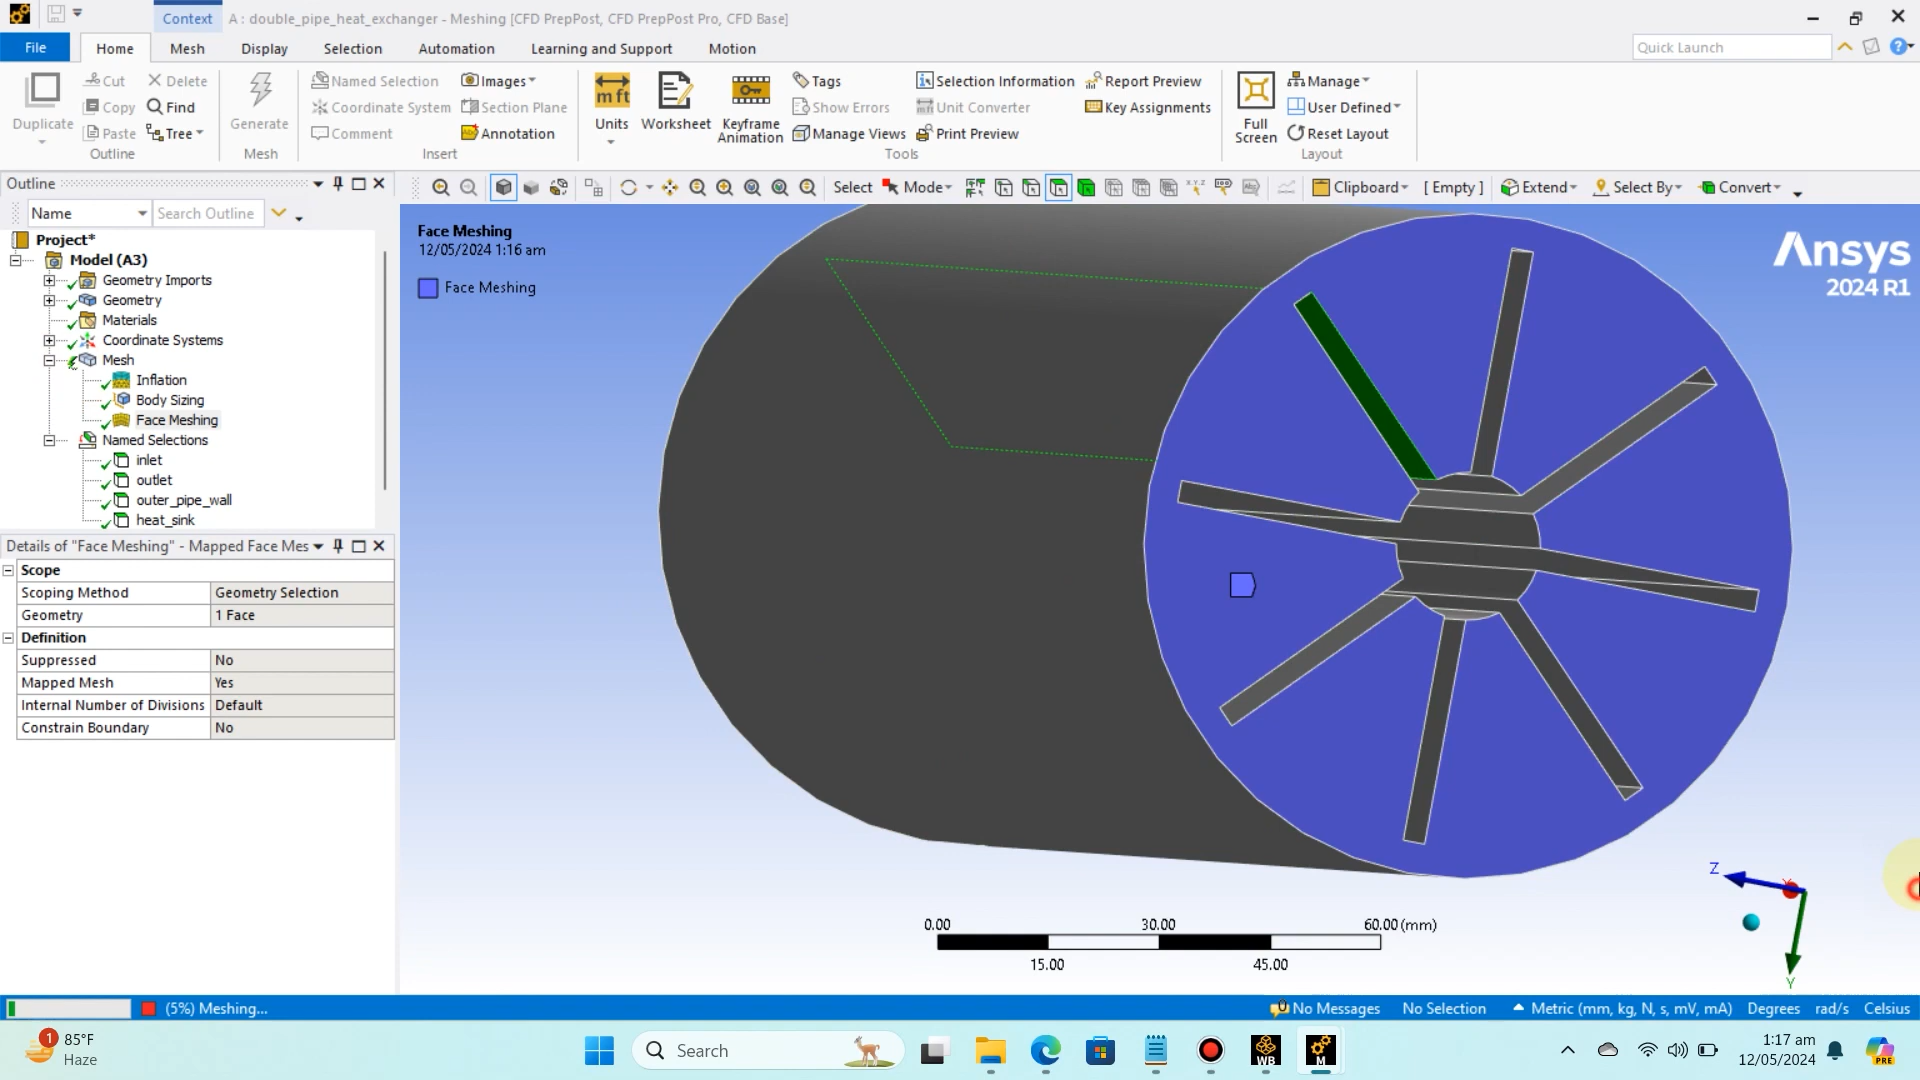 Context
A : double_pipe_heat_exchanger - Meshing [CFD PrepPost, CFD PrepPost Pro, CFD Base]
File
Home
Mesh
Display
Selection
Automation
Learning and Support
Motion
Quick Launch
Duplicate
Cut
Copy
Paste
Delete
Find
Tree
Outline
Generate
Mesh
Named Selection
Coordinate System
Comment
Images
Section Plane
Annotation
Insert
Units
Worksheet
Keyframe
Animation
Tags
Show Errors
Manage Views
Selection Information
Unit Converter
Print Preview
Report Preview
Key Assignments
Tools
Full
Screen
Manage
User Defined
Reset Layout
Layout
Outline
Name
Search Outline
Select
Mode
Clipboard
[ Empty ]
Extend
Select By
Convert
Project*
Model (A3)
Geometry Imports
Geometry
Materials
Coordinate Systems
Mesh
Inflation
Body Sizing
Face Meshing
Named Selections
inlet
outlet
outer_pipe_wall
heat_sink
Details of "Face Meshing" - Mapped Face Mes
Scope
Scoping Method Geometry Selection
Geometry 1 Face
Definition
Suppressed No
Mapped Mesh Yes
Internal Number of Divisions Default
Constrain Boundary No
Face Meshing
12/05/2024 1:16 am
Face Meshing
Ansys
2024 R1
0.00 30.00 60.00 (mm)
15.00 45.00
Z
Y
(5%) Meshing...
No Messages
No Selection
Metric (mm, kg, N, s, mV, mA)
Degrees
rad/s
Celsius
1
85°F
Haze
Search
WB
M
1:17 am
12/05/2024
PRE